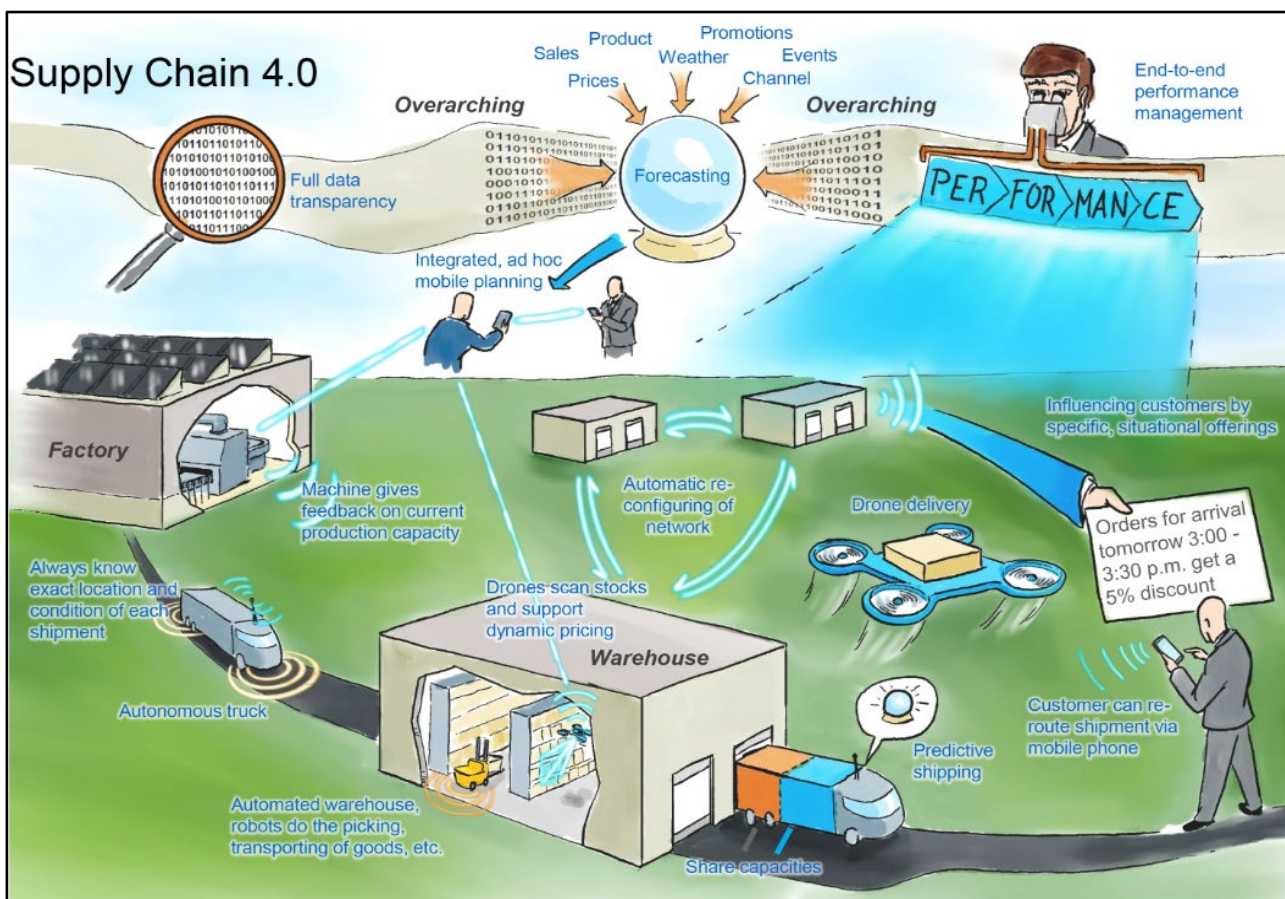 Supply Chain 4.0
Sales
Product
Promotions
Prices
Weather
Events
Channel
Overarching
Overarching
End-to-end
performance
management
Full data
transparency
Forecasting
PER FOR MAN CE
Integrated, ad hoc
mobile planning
Factory
Machine gives
feedback on current
production capacity
Automatic re-
configuring of
network
Influencing customers by
specific, situational offerings
Drone delivery
Orders for arrival
tomorrow 3:00 -
3:30 p.m. get a
5% discount
Always know
exact location and
condition of each
shipment
Autonomous truck
Drones scan stocks
and support
dynamic pricing
Warehouse
Predictive
shipping
Customer can re-
route shipment via
mobile phone
Automated warehouse,
robots do the picking,
transporting of goods, etc.
Share capacities